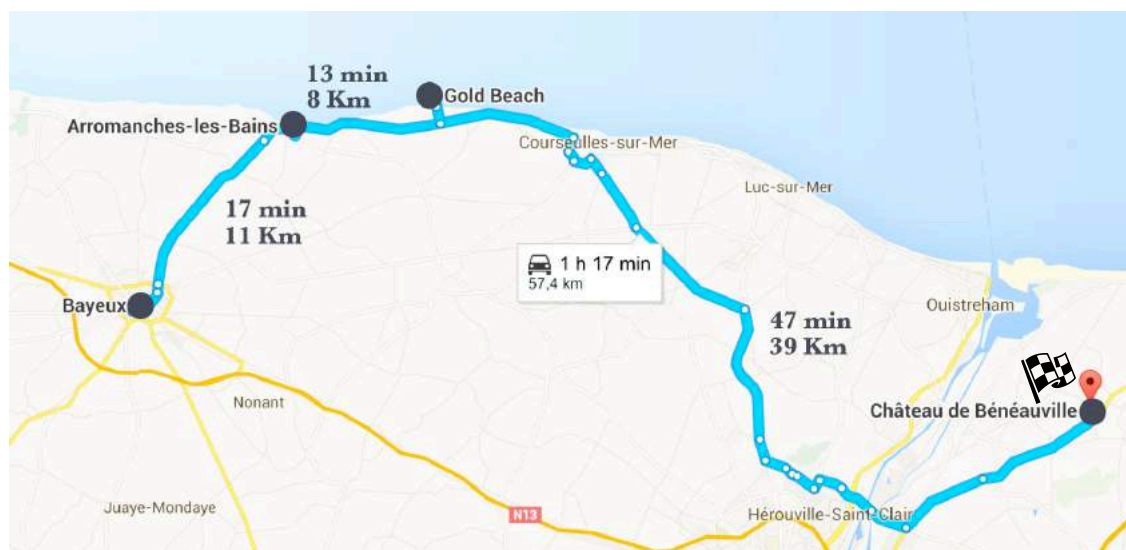 13 min
8 Km
Gold Beach
Arromanches-les-Bains
Courseulles-sur-Mer
Luc-sur-Mer
17 min
11 Km
1 h 17 min
57,4 km
Bayeux
Ouistreham
47 min
39 Km
Nonant
Château de Bénéauville
Juaye-Mondaye
N13
Hérouville-Saint-Clair